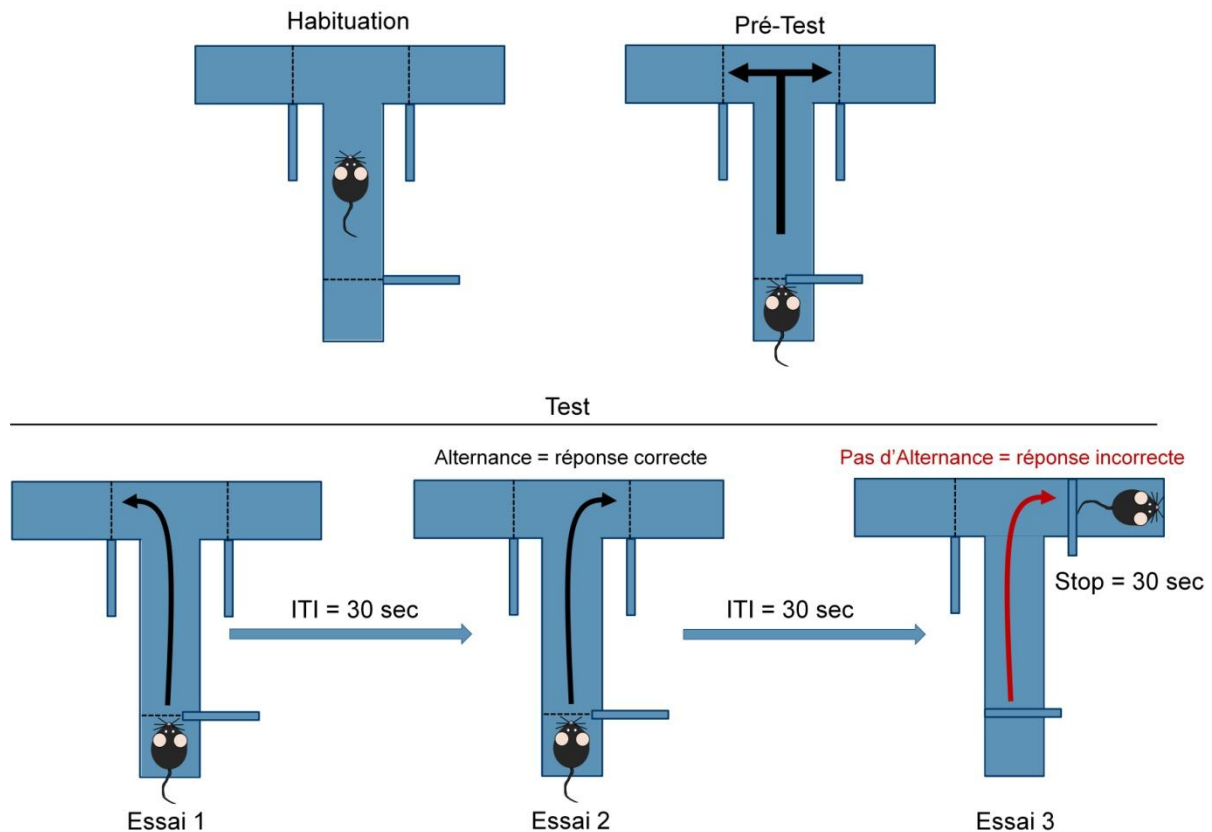 Habituation
Pré-Test
Test
Alternance = réponse correcte
Pas d’Alternance = réponse incorrecte
ITI = 30 sec
ITI = 30 sec
Stop = 30 sec
Essai 1
Essai 2
Essai 3